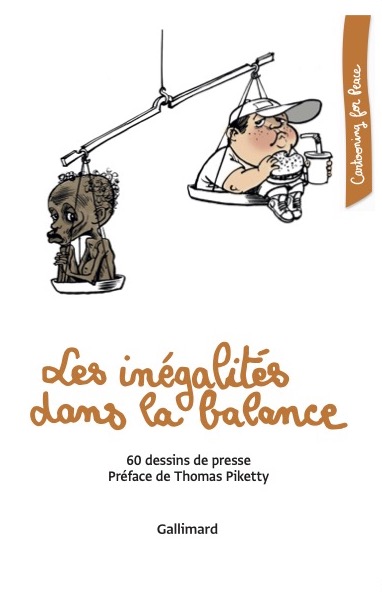 Cartooning for Peace
Les inégalités
dans la balance
60 dessins de presse
Préface de Thomas Piketty
Gallimard